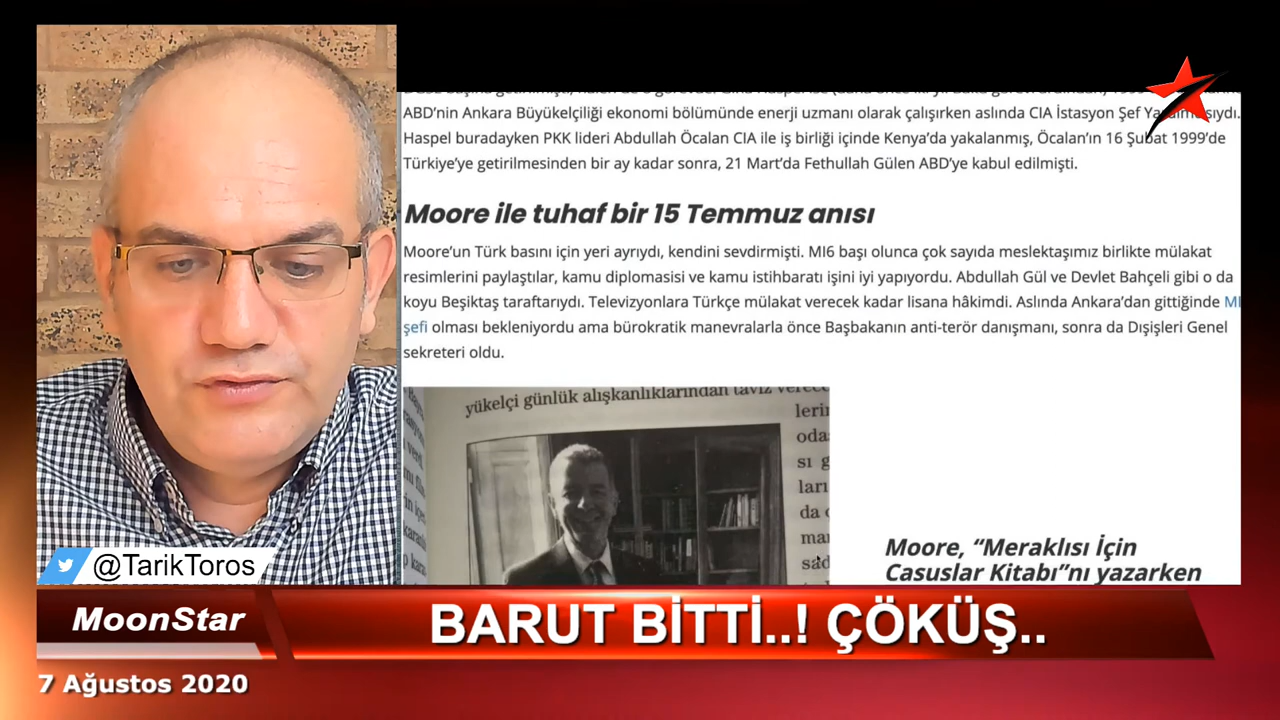 ABD'nin Ankara Büyükelçiliği ekonomi bölümünde enerji uzmanı olarak çalışırken aslında CIA İstasyon Şef
Haspel buradayken PKK lideri Abdullah Öcalan CIA ile iş birliği içinde Kenya'da yakalanmış, Öcalan'ın 16 Şubat 1999'de
Türkiye'ye getirilmesinden bir ay kadar sonra, 21 Mart'da Fethullah Gülen ABD'ye kabul edilmişti.
Moore ile tuhaf bir 15 Temmuz anısı
Moore'un Türk basını için yeri ayrıydı, kendini sevdirmişti. MI6 başı olunca çok sayıda meslektaşımız birlikte mülakat
resimlerini paylaştılar, kamu diplomasisi ve kamu istihbaratı işini iyi yapıyordu. Abdullah Gül ve Devlet Bahçeli gibi o da
koyu Beşiktaş taraftarıydı. Televizyonlara Türkçe mülakat verecek kadar lisana hâkimdi. Aslında Ankara'dan gittiğinde MI
şefi olması bekleniyordu ama bürokratik manevralarla önce Başbakanın anti-terör danışmanı, sonra da Dışişleri Genel
sekreteri oldu.
yükelçi günlük alışkanlıklarından taviz
lerin
odas
sı g
ları
da
Moore, “Meraklısı İçin
Casuslar Kitabı”nı yazarken
@TarikToros
MoonStar
BARUT BİTTİ..! ÇÖKÜŞ..
7 Ağustos 2020